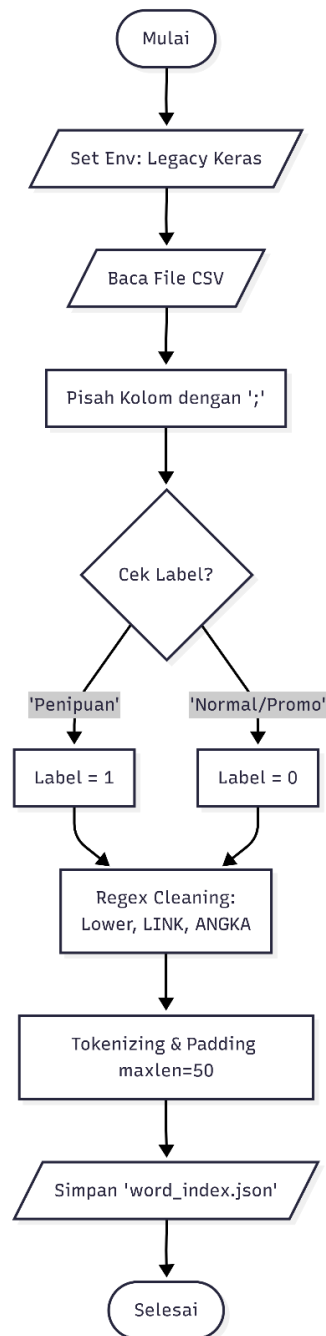 Mulai
Set Env: Legacy Keras
Baca File CSV
Pisah Kolom dengan ';'
Cek Label?
'Penipuan'
'Normal/Promo'
Label = 1
Label = 0
Regex Cleaning:
Lower, LINK, ANGKA
Tokenizing & Padding
maxlen=50
Simpan 'word_index.json'
Selesai